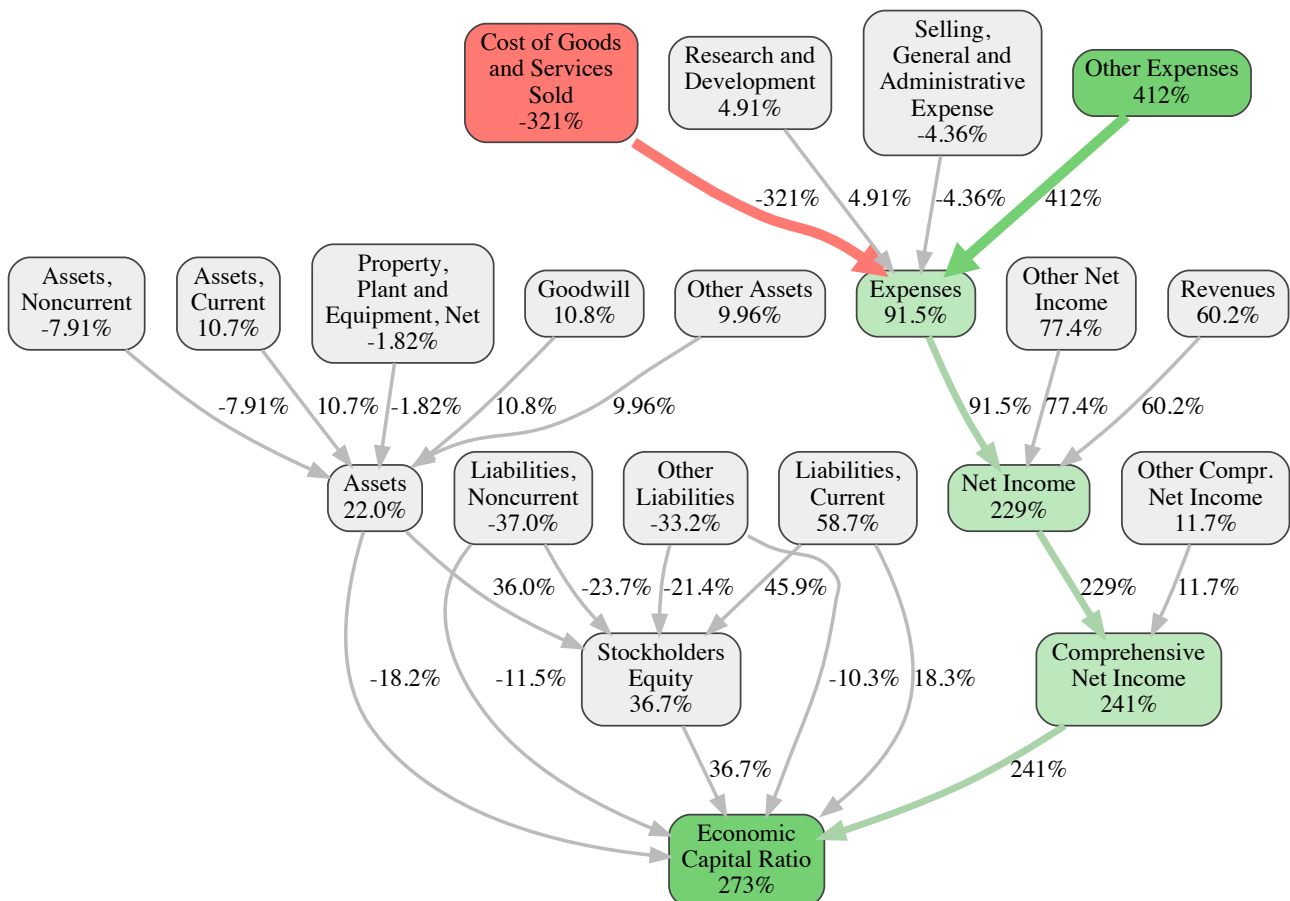 Cost of Goods
and Services
Sold
-321%
Research and
Development
4.91%
Selling,
General and
Administrative
Expense
-4.36%
Other Expenses
412%
-321%
4.91%
-4.36%
412%
Assets,
Noncurrent
-7.91%
Assets,
Current
10.7%
Property,
Plant and
Equipment, Net
-1.82%
Goodwill
10.8%
Other Assets
9.96%
Expenses
91.5%
Other Net
Income
77.4%
Revenues
60.2%
-7.91%
10.7%
-1.82%
10.8%
9.96%
91.5%
77.4%
60.2%
Assets
22.0%
Liabilities,
Noncurrent
-37.0%
Other
Liabilities
-33.2%
Liabilities,
Current
58.7%
Net Income
229%
Other Compr.
Net Income
11.7%
36.0%
-23.7%
-21.4%
45.9%
229%
11.7%
Stockholders
Equity
36.7%
Comprehensive
Net Income
241%
-18.2%
-11.5%
-10.3%
18.3%
36.7%
241%
Economic
Capital Ratio
273%